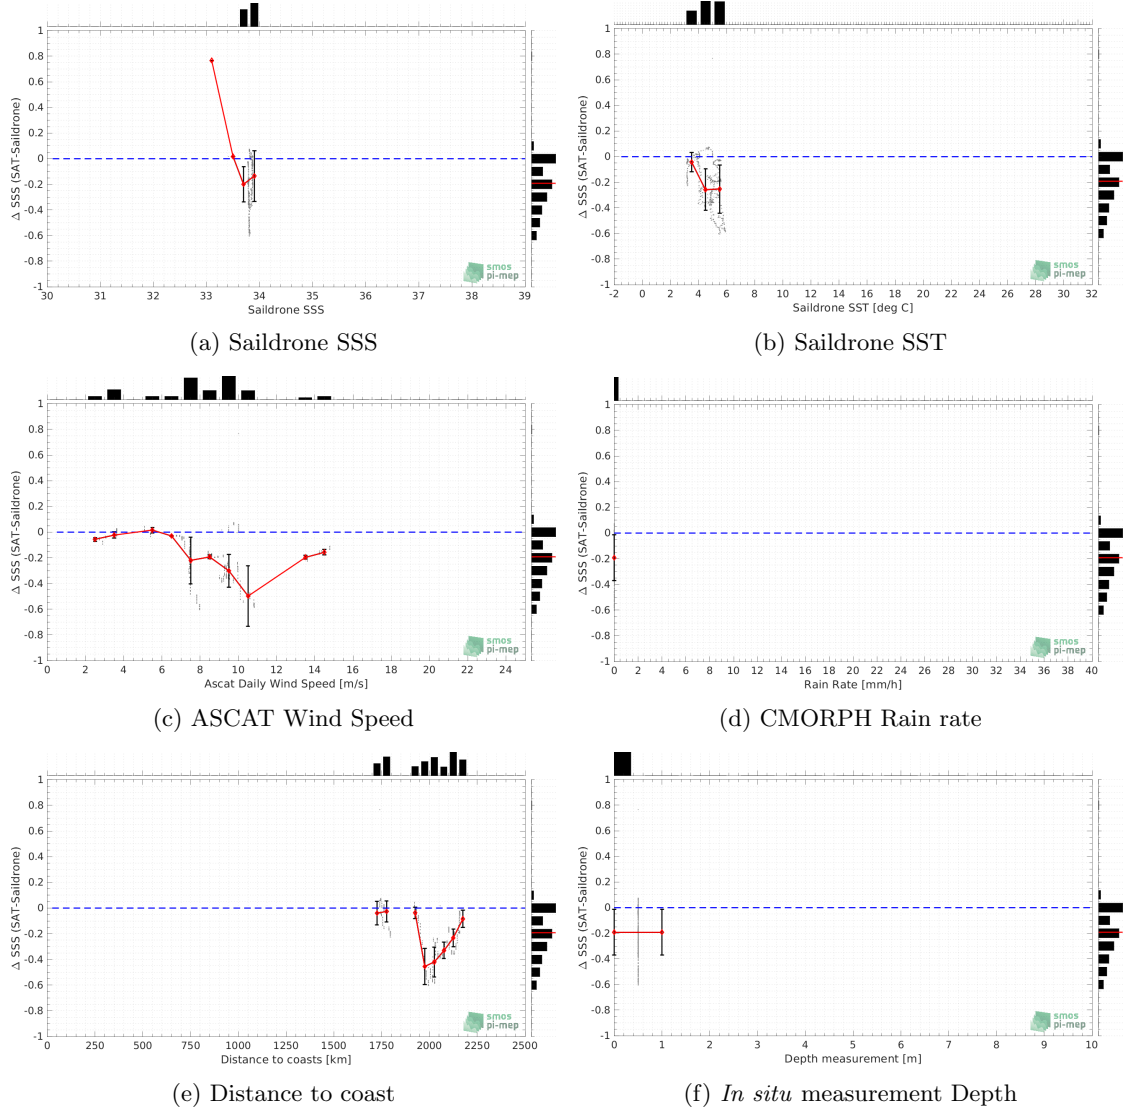 1
0.8
0.6
0.4
0.2
0
-0.2
-0.4
-0.6
-0.8
-1
Δ SSS (SAT-Saildrone)
30 31 32 33 34 35 36 37 38 39
Saildrone SSS
smos
pi-mep
(a) Saildrone SSS
1
0.8
0.6
0.4
0.2
0
-0.2
-0.4
-0.6
-0.8
-1
Δ SSS (SAT-Saildrone)
-2 0 2 4 6 8 10 12 14 16 18 20 22 24 26 28 30 32
Saildrone SST [deg C]
smos
pi-mep
(b) Saildrone SST
1
0.8
0.6
0.4
0.2
0
-0.2
-0.4
-0.6
-0.8
-1
Δ SSS (SAT-Saildrone)
0 2 4 6 8 10 12 14 16 18 20 22 24
Ascat Daily Wind Speed [m/s]
smos
pi-mep
(c) ASCAT Wind Speed
1
0.8
0.6
0.4
0.2
0
-0.2
-0.4
-0.6
-0.8
-1
Δ SSS (SAT-Saildrone)
0 2 4 6 8 10 12 14 16 18 20 22 24 26 28 30 32 34 36 38 40
Rain Rate [mm/h]
smos
pi-mep
(d) CMORPH Rain rate
1
0.8
0.6
0.4
0.2
0
-0.2
-0.4
-0.6
-0.8
-1
Δ SSS (SAT-Saildrone)
0 250 500 750 1000 1250 1500 1750 2000 2250 2500
Distance to coasts [km]
smos
pi-mep
(e) Distance to coast
1
0.8
0.6
0.4
0.2
0
-0.2
-0.4
-0.6
-0.8
-1
Δ SSS (SAT-Saildrone)
0 1 2 3 4 5 6 7 8 9 10
Depth measurement [m]
smos
pi-mep
(f) In situ measurement Depth